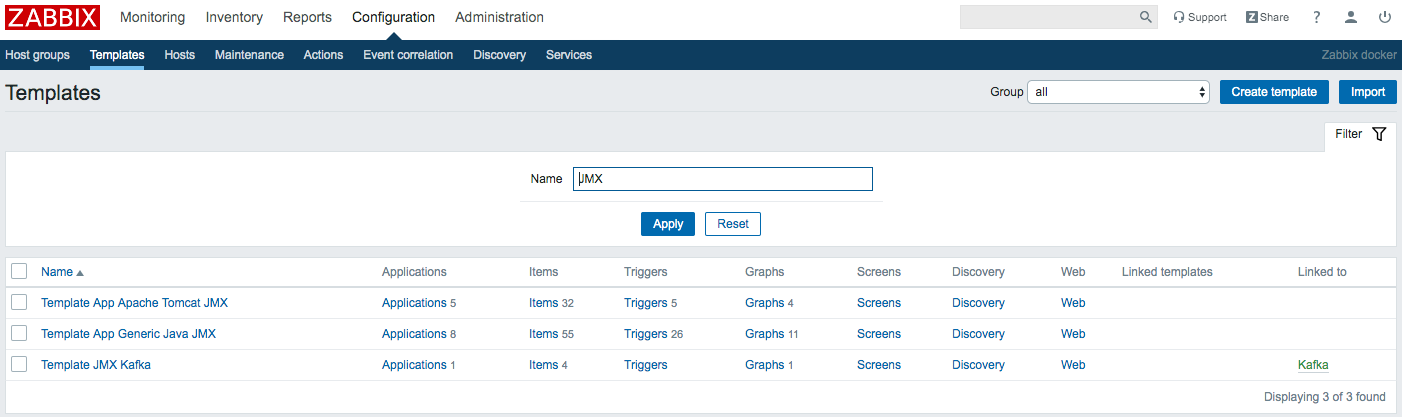 ZABBIX Monitoring Inventory Reports Configuration Administration Support Z Share ?
Host groups Templates Hosts Maintenance Actions Event correlation Discovery Services Zabbix docker
Templates Group all Create template Import
Filter
Name JMX
Apply Reset
Name Applications Items Triggers Graphs Screens Discovery Web Linked templates Linked to
Template App Apache Tomcat JMX Applications 5 Items 32 Triggers 5 Graphs 4 Screens Discovery Web
Template App Generic Java JMX Applications 8 Items 55 Triggers 26 Graphs 11 Screens Discovery Web
Template JMX Kafka Applications 1 Items 4 Triggers Graphs 1 Screens Discovery Web Kafka
Displaying 3 of 3 found